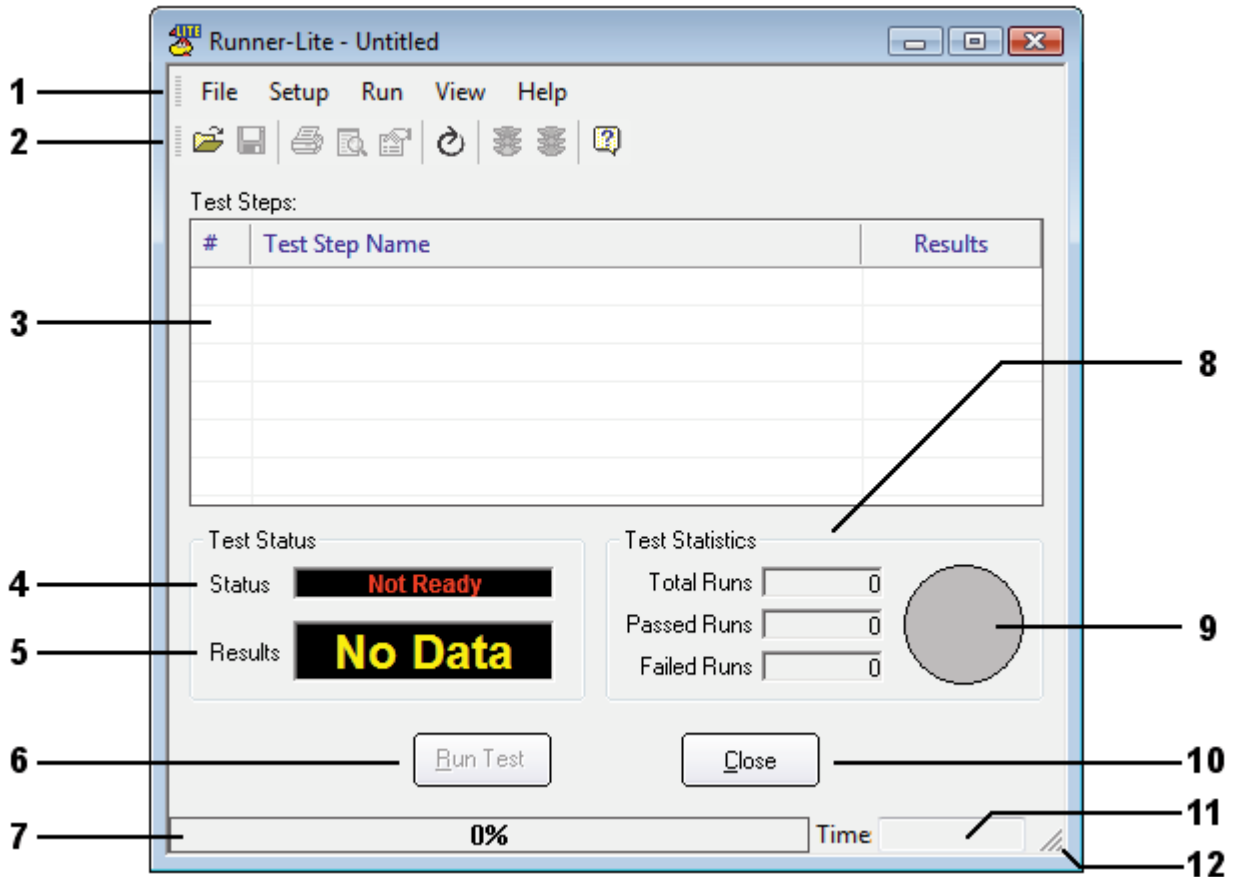 LITE
Runner-Lite - Untitled
1
File Setup Run View Help
2
Test Steps:
# Test Step Name Results
3
8
Test Status
Test Statistics
4
Status Not Ready
Total Runs 0
5
Results No Data
Passed Runs 0
9
Failed Runs 0
6
Run Test
Close
10
7
0%
Time
11
12